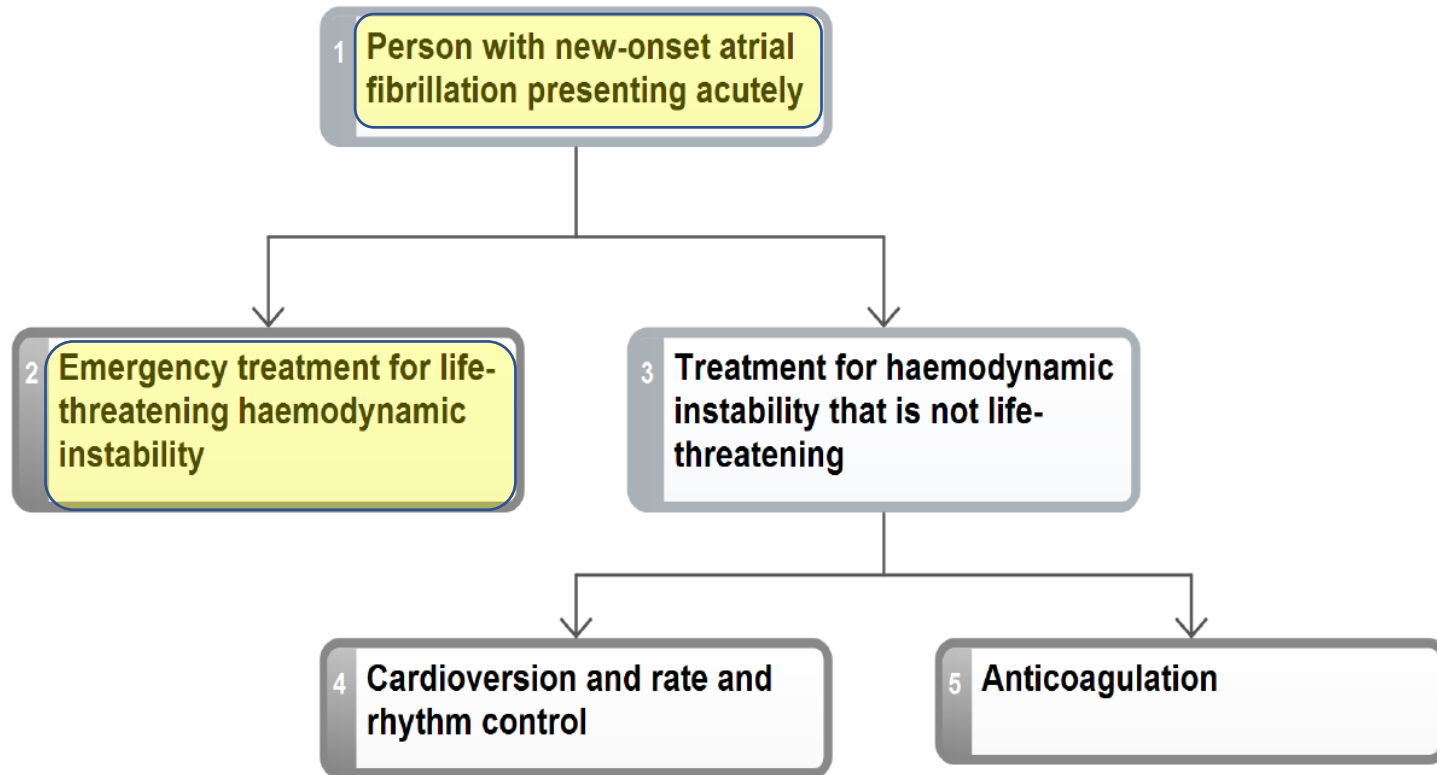 1 Person with new-onset atrial
fibrillation presenting acutely
2 Emergency treatment for life-
threatening haemodynamic
instability
3 Treatment for haemodynamic
instability that is not life-
threatening
4 Cardioversion and rate and
rhythm control
5 Anticoagulation